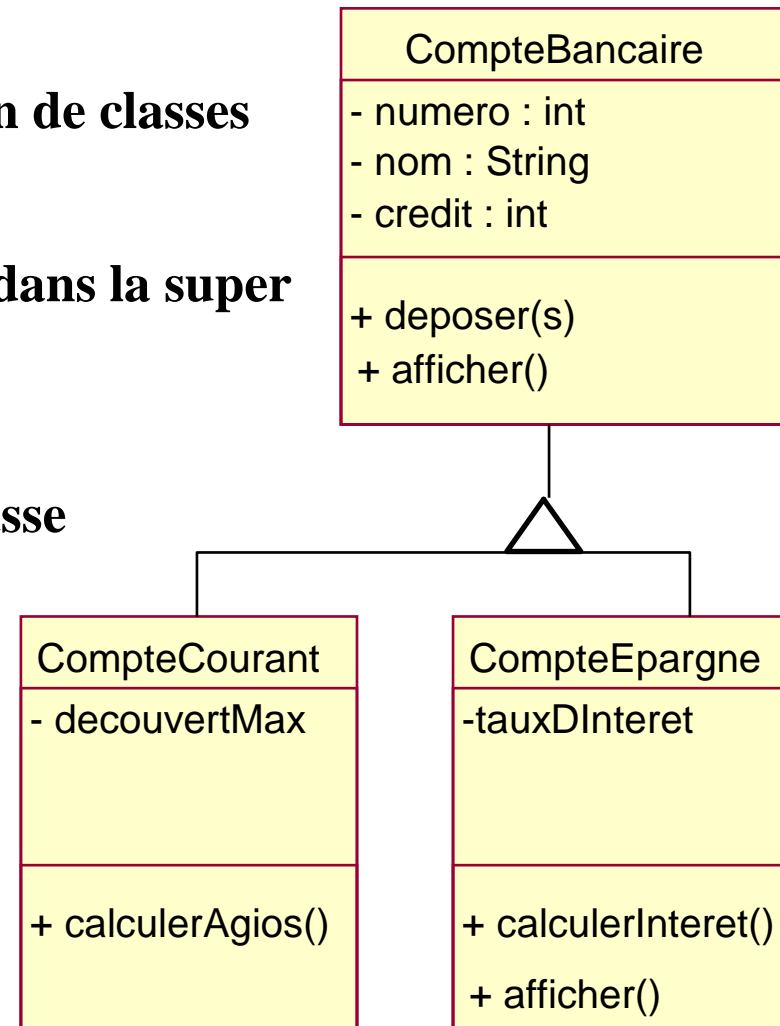 n de classes
dans la super
sse
CompteBancaire
- numero : int
- nom : String
- credit : int
+ deposer(s)
+ afficher()
CompteCourant
- decouvertMax
+ calculerAgios()
CompteEpargne
-tauxDInteret
+ calculerInteret()
+ afficher()